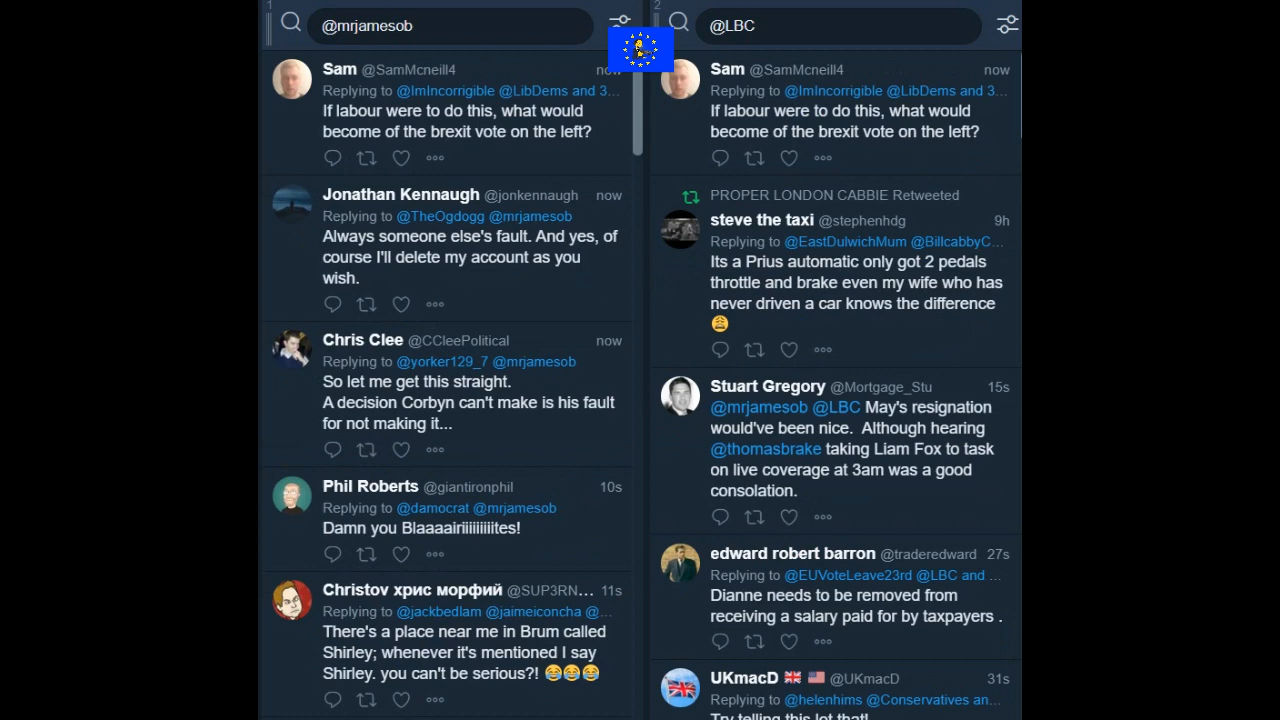 1
@mrjamesob
Sam @SamMcneill4 now
Replying to @ImIncorrigible @LibDems and 3...
If labour were to do this, what would
become of the brexit vote on the left?
Jonathan Kennaugh @jonkennaugh now
Replying to @TheOgdogg @mrjamesob
Always someone else's fault. And yes, of
course I'll delete my account as you
wish.
Chris Clee @CCleePolitical now
Replying to @yorker129_7 @mrjamesob
So let me get this straight.
A decision Corbyn can't make is his fault
for not making it...
Phil Roberts @giantironphil 10s
Replying to @damocrat @mrjamesob
Damn you Blaaaairiiiiiiiiites!
Christov хрис морфий @SUP3RN... 11s
Replying to @jackbedlam @jaimeiconcha @...
There's a place near me in Brum called
Shirley; whenever it's mentioned I say
Shirley. you can't be serious?! 😂😂😂
2
@LBC
Sam @SamMcneill4 now
Replying to @ImIncorrigible @LibDems and 3...
If labour were to do this, what would
become of the brexit vote on the left?
PROPER LONDON CABBIE Retweeted
steve the taxi @stephenhdg 9h
Replying to @EastDulwichMum @BillcabbyC...
Its a Prius automatic only got 2 pedals
throttle and brake even my wife who has
never driven a car knows the difference
😩
Stuart Gregory @Mortgage_Stu 15s
@mrjamesob @LBC May's resignation
would've been nice. Although hearing
@thomasbrake taking Liam Fox to task
on live coverage at 3am was a good
consolation.
edward robert barron @traderedward 27s
Replying to @EUVoteLeave23rd @LBC and ...
Dianne needs to be removed from
receiving a salary paid for by taxpayers .
UKmacD 🇬🇧 🇺🇸 @UKmacD 31s
Replying to @helenhims @Conservatives an...
Try telling this lot that!